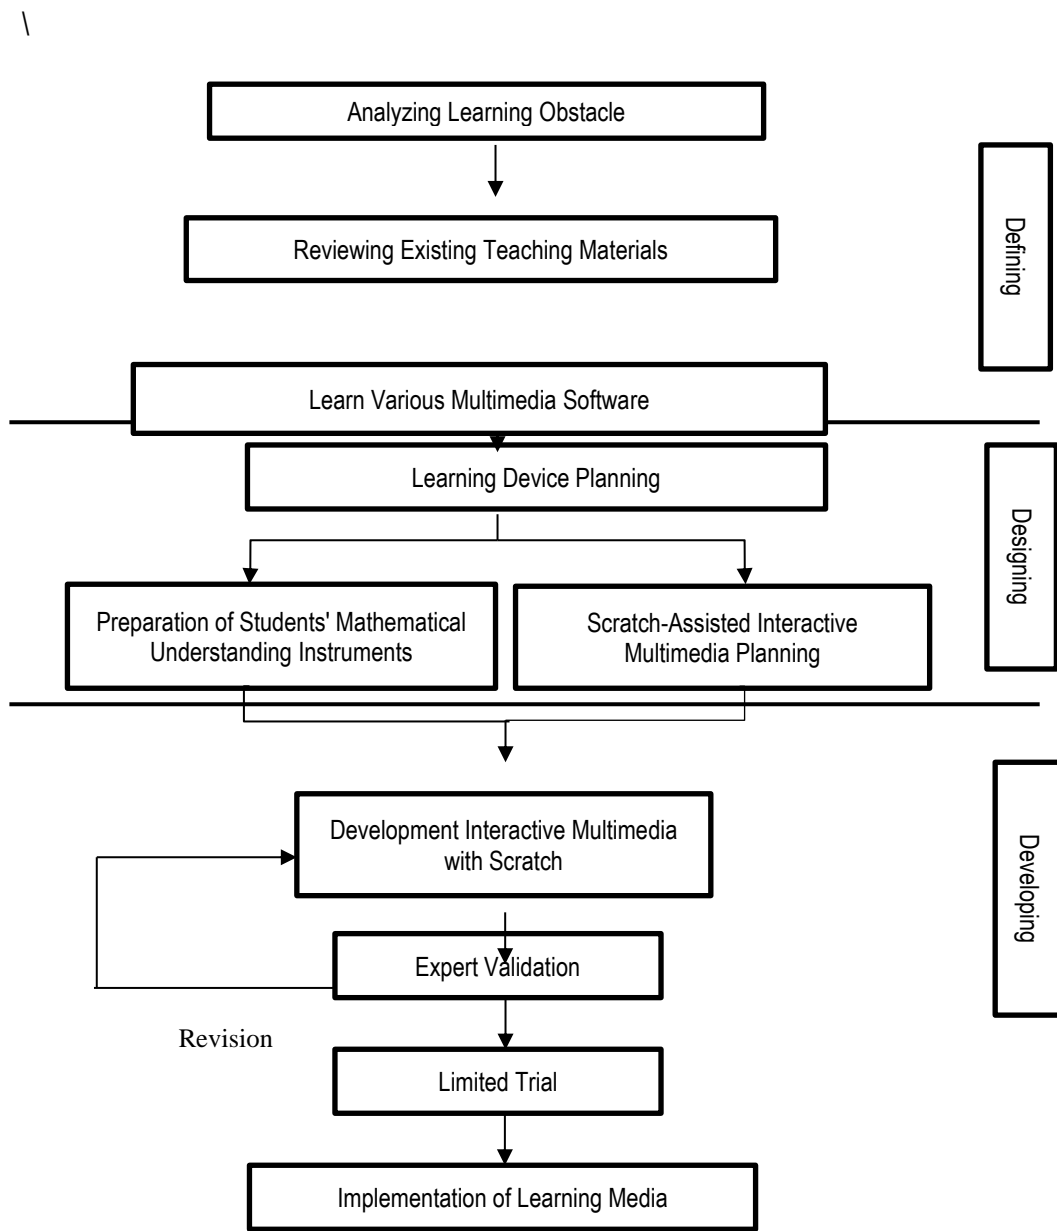 \
Analyzing Learning Obstacle
Reviewing Existing Teaching Materials
Defining
Learn Various Multimedia Software
Learning Device Planning
Designing
Preparation of Students' Mathematical
Understanding Instruments
Scratch-Assisted Interactive
Multimedia Planning
Development Interactive Multimedia
with Scratch
Developing
Expert Validation
Revision
Limited Trial
Implementation of Learning Media